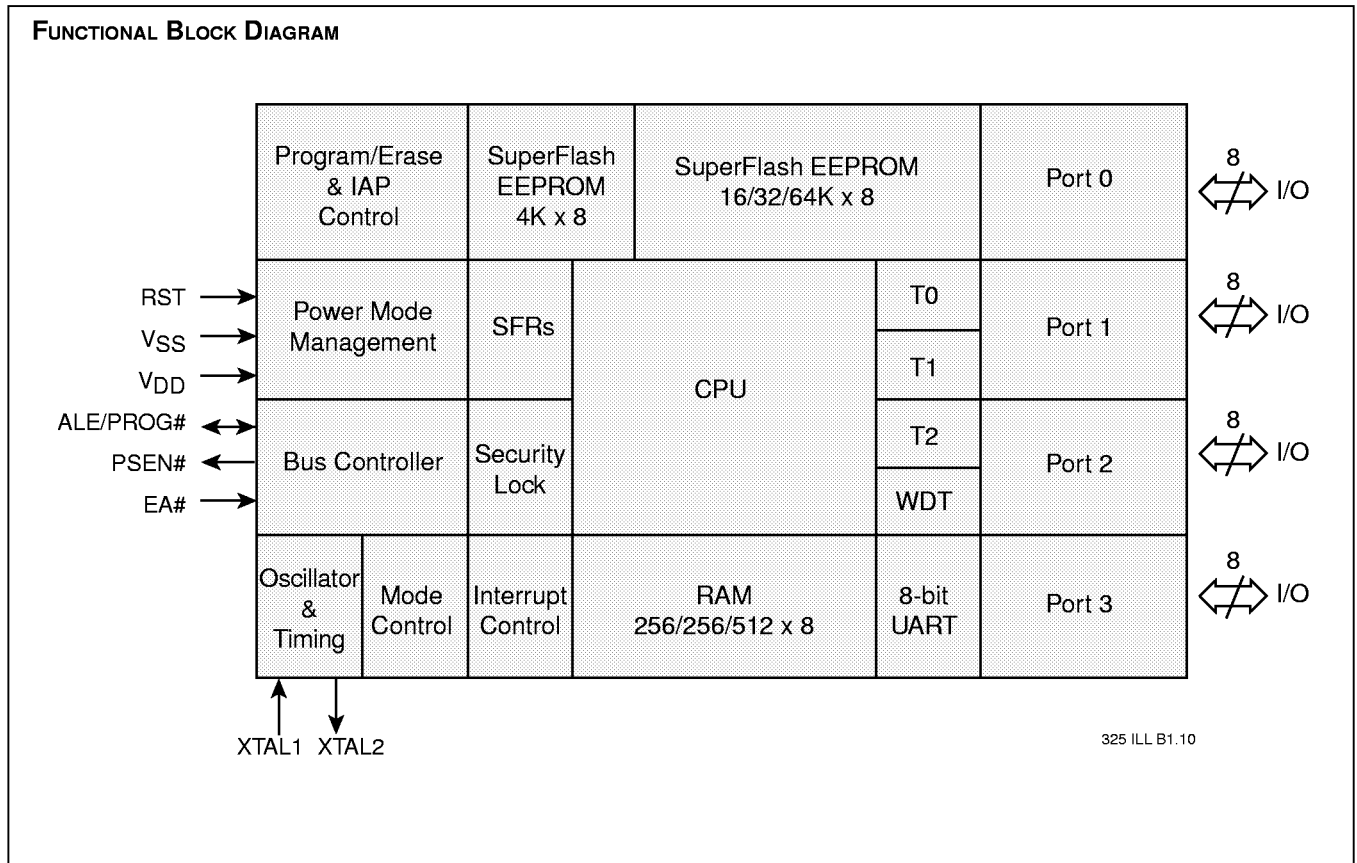 FUNCTIONAL BLOCK DIAGRAM
Program/Erase
& IAP
Control
SuperFlash
EEPROM
4K x 8
SuperFlash EEPROM
16/32/64K x 8
Port 0
8
I/O
RST
VSS
VDD
Power Mode
Management
SFRs
CPU
T0
T1
Port 1
8
I/O
ALE/PROG#
PSEN#
EA#
Bus Controller
Security
Lock
T2
WDT
Port 2
8
I/O
Oscillator
&
Timing
Mode
Control
Interrupt
Control
RAM
256/256/512 x 8
8-bit
UART
Port 3
8
I/O
XTAL1 XTAL2
325 ILL B1.10